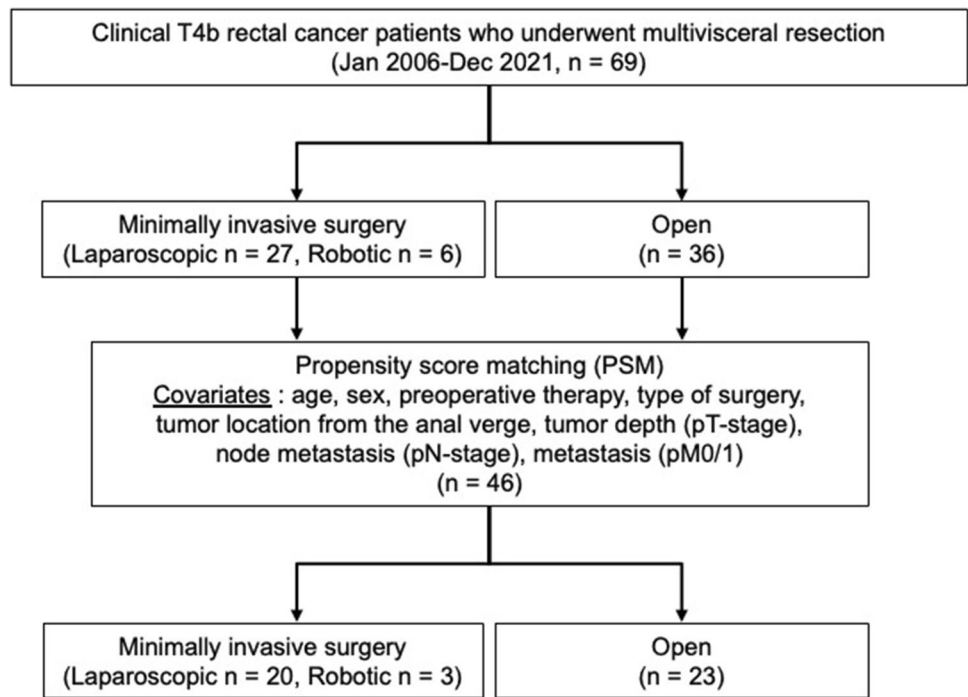 Clinical T4b rectal cancer patients who underwent multivisceral resection
(Jan 2006-Dec 2021, n = 69)
Minimally invasive surgery
(Laparoscopic n = 27, Robotic n = 6)
Open
(n = 36)
Propensity score matching (PSM)
Covariates : age, sex, preoperative therapy, type of surgery,
tumor location from the anal verge, tumor depth (pT-stage),
node metastasis (pN-stage), metastasis (pM0/1)
(n = 46)
Minimally invasive surgery
(Laparoscopic n = 20, Robotic n = 3)
Open
(n = 23)